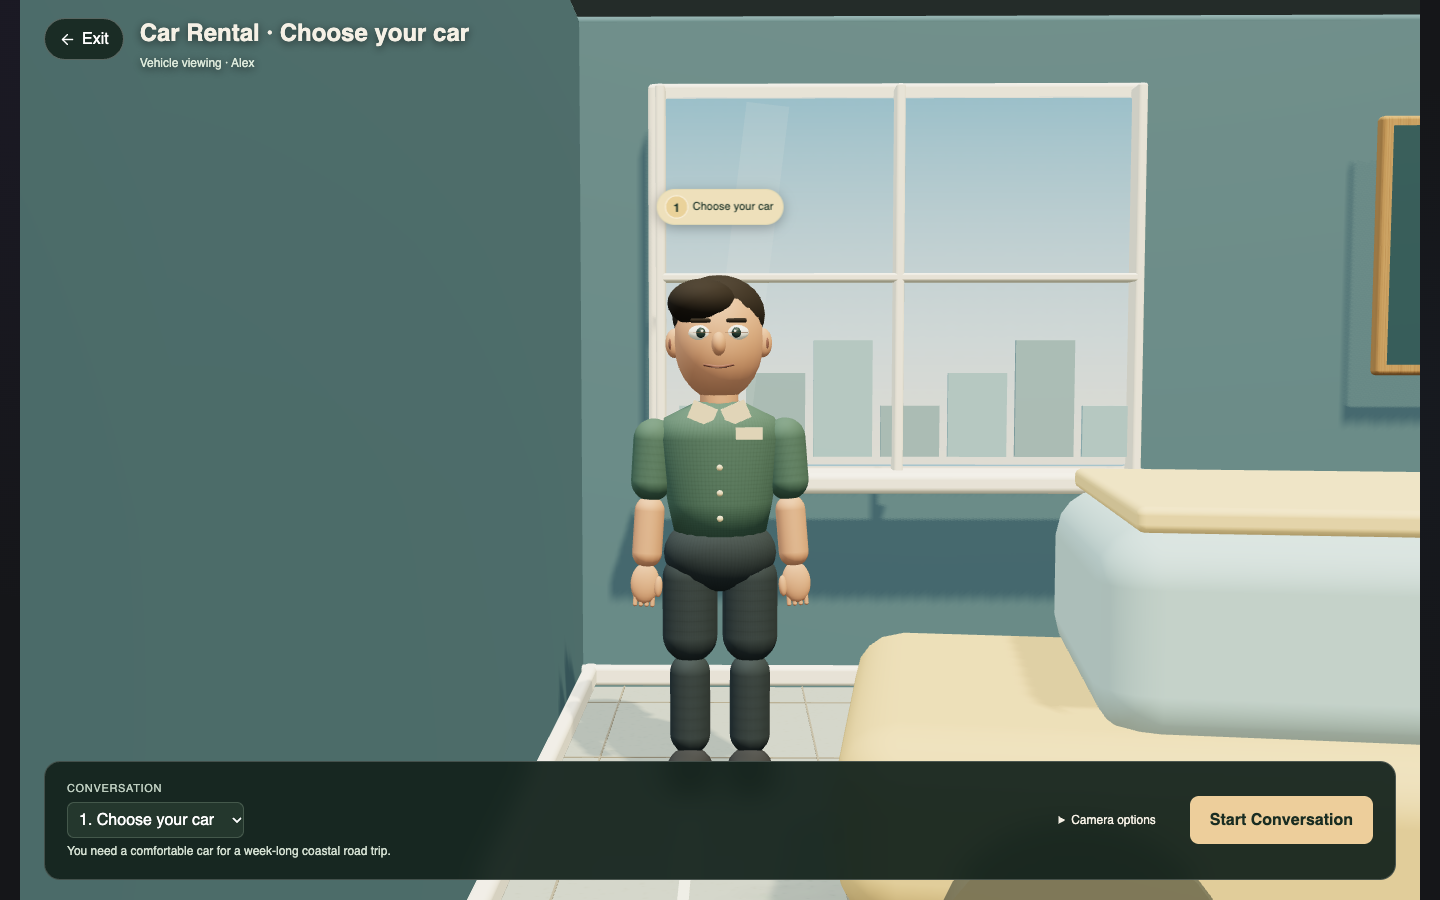 Exit
Car Rental · Choose your car
Vehicle viewing · Alex
1 Choose your car
CONVERSATION
1. Choose your car
You need a comfortable car for a week-long coastal road trip.
Camera options
Start Conversation